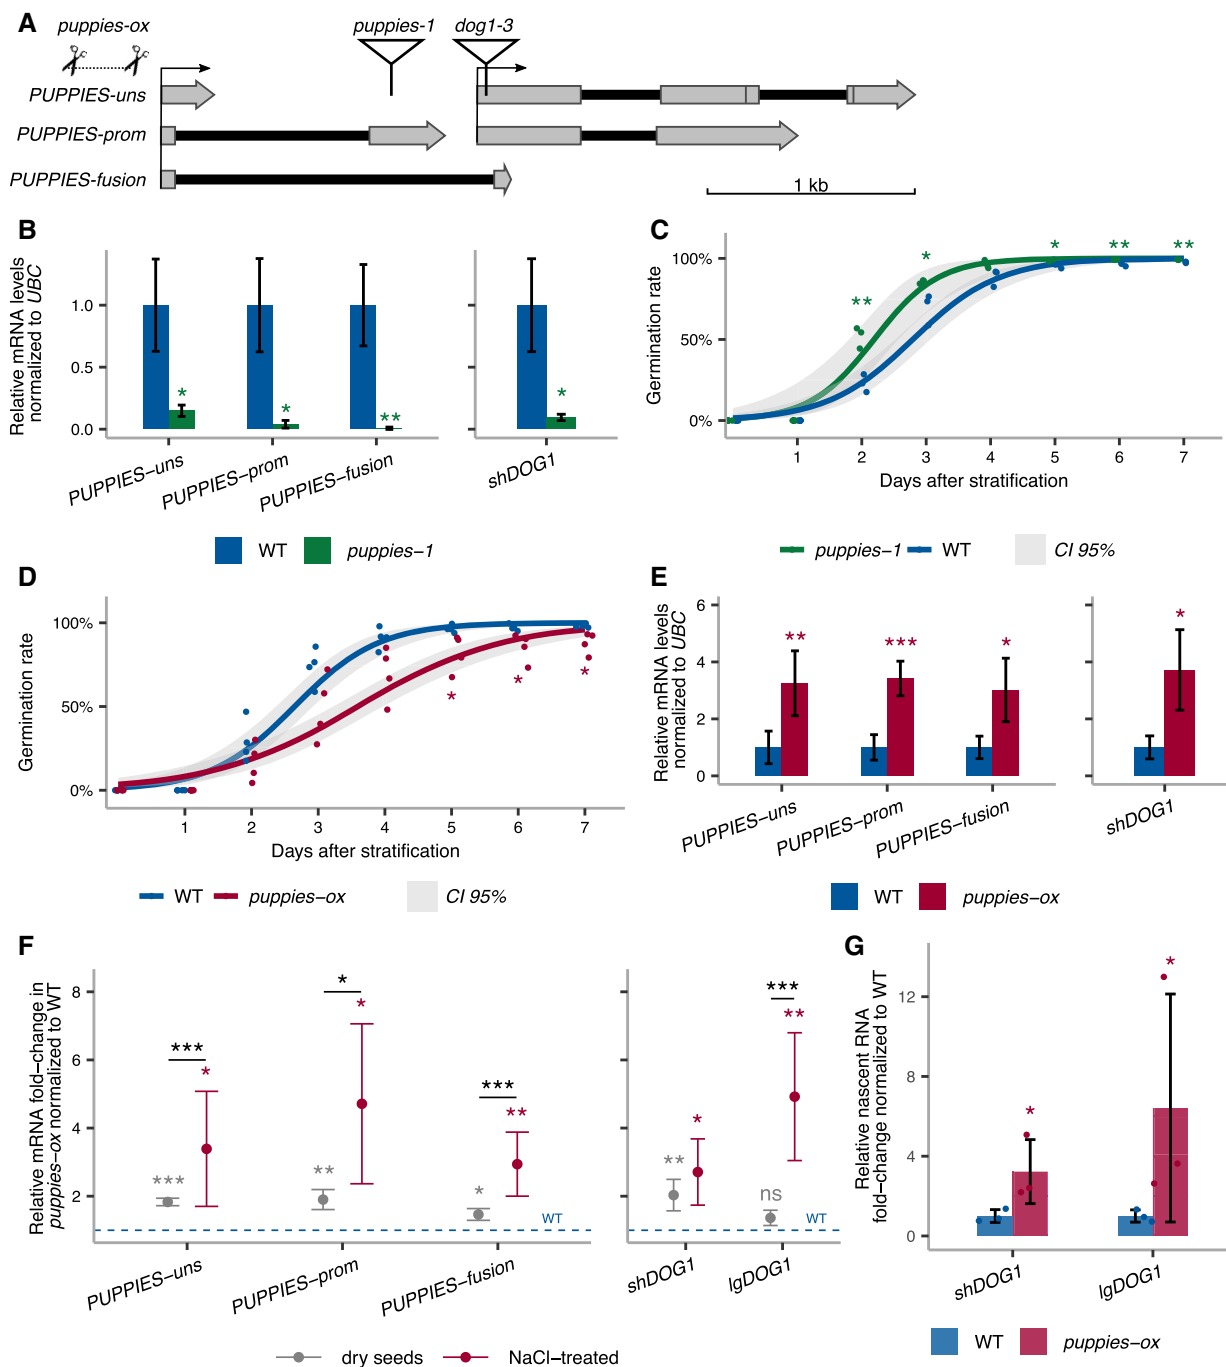 A
puppies-ox
puppies-1
dog1-3
PUPPIES-uns
PUPPIES-prom
PUPPIES-fusion
1 kb
B
Relative mRNA levels
normalized to UBC
1.0
0.5
0.0
*
*
**
*
PUPPIES–uns
PUPPIES–prom
PUPPIES–fusion
shDOG1
WT
puppies–1
C
Germination rate
100%
50%
0%
**
*
*
**
**
1 2 3 4 5 6 7
Days after stratification
puppies–1
WT
CI 95%
D
Germination rate
100%
50%
0%
*
*
*
1 2 3 4 5 6 7
Days after stratification
WT
puppies–ox
CI 95%
E
Relative mRNA levels
normalized to UBC
6
4
2
0
**
***
*
*
PUPPIES–uns
PUPPIES–prom
PUPPIES–fusion
shDOG1
WT
puppies–ox
F
Relative mRNA fold–change in
puppies–ox normalized to WT
8
6
4
2
***
*
***
*
**
*
***
**
*
WT
**
*
***
**
ns
WT
PUPPIES–uns
PUPPIES–prom
PUPPIES–fusion
shDOG1
lgDOG1
dry seeds
NaCl–treated
G
Relative nascent RNA
fold–change normalized to WT
12
8
4
0
*
*
shDOG1
lgDOG1
WT
puppies–ox